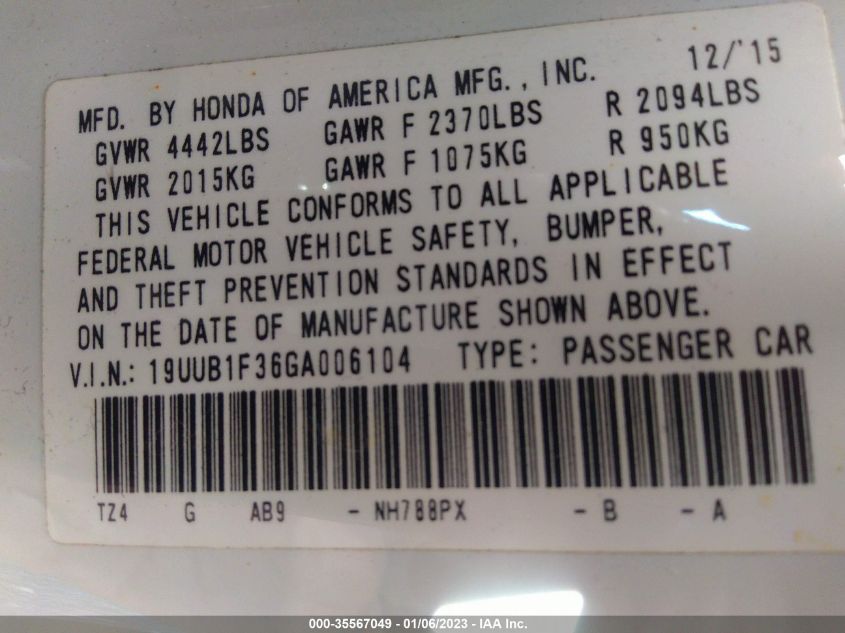 MFD. BY HONDA OF AMERICA MFG., INC. 12/'15
GVWR 4442LBS GAWR F 2370LBS R 2094LBS
GVWR 2015KG GAWR F 1075KG R 950KG
THIS VEHICLE CONFORMS TO ALL APPLICABLE
FEDERAL MOTOR VEHICLE SAFETY, BUMPER,
AND THEFT PREVENTION STANDARDS IN EFFECT
ON THE DATE OF MANUFACTURE SHOWN ABOVE.
V.I.N.: 19UUB1F36GA006104 TYPE: PASSENGER CAR
TZ4 G AB9 - NH788PX - B - A
000-35567049 - 01/06/2023 - IAA Inc.